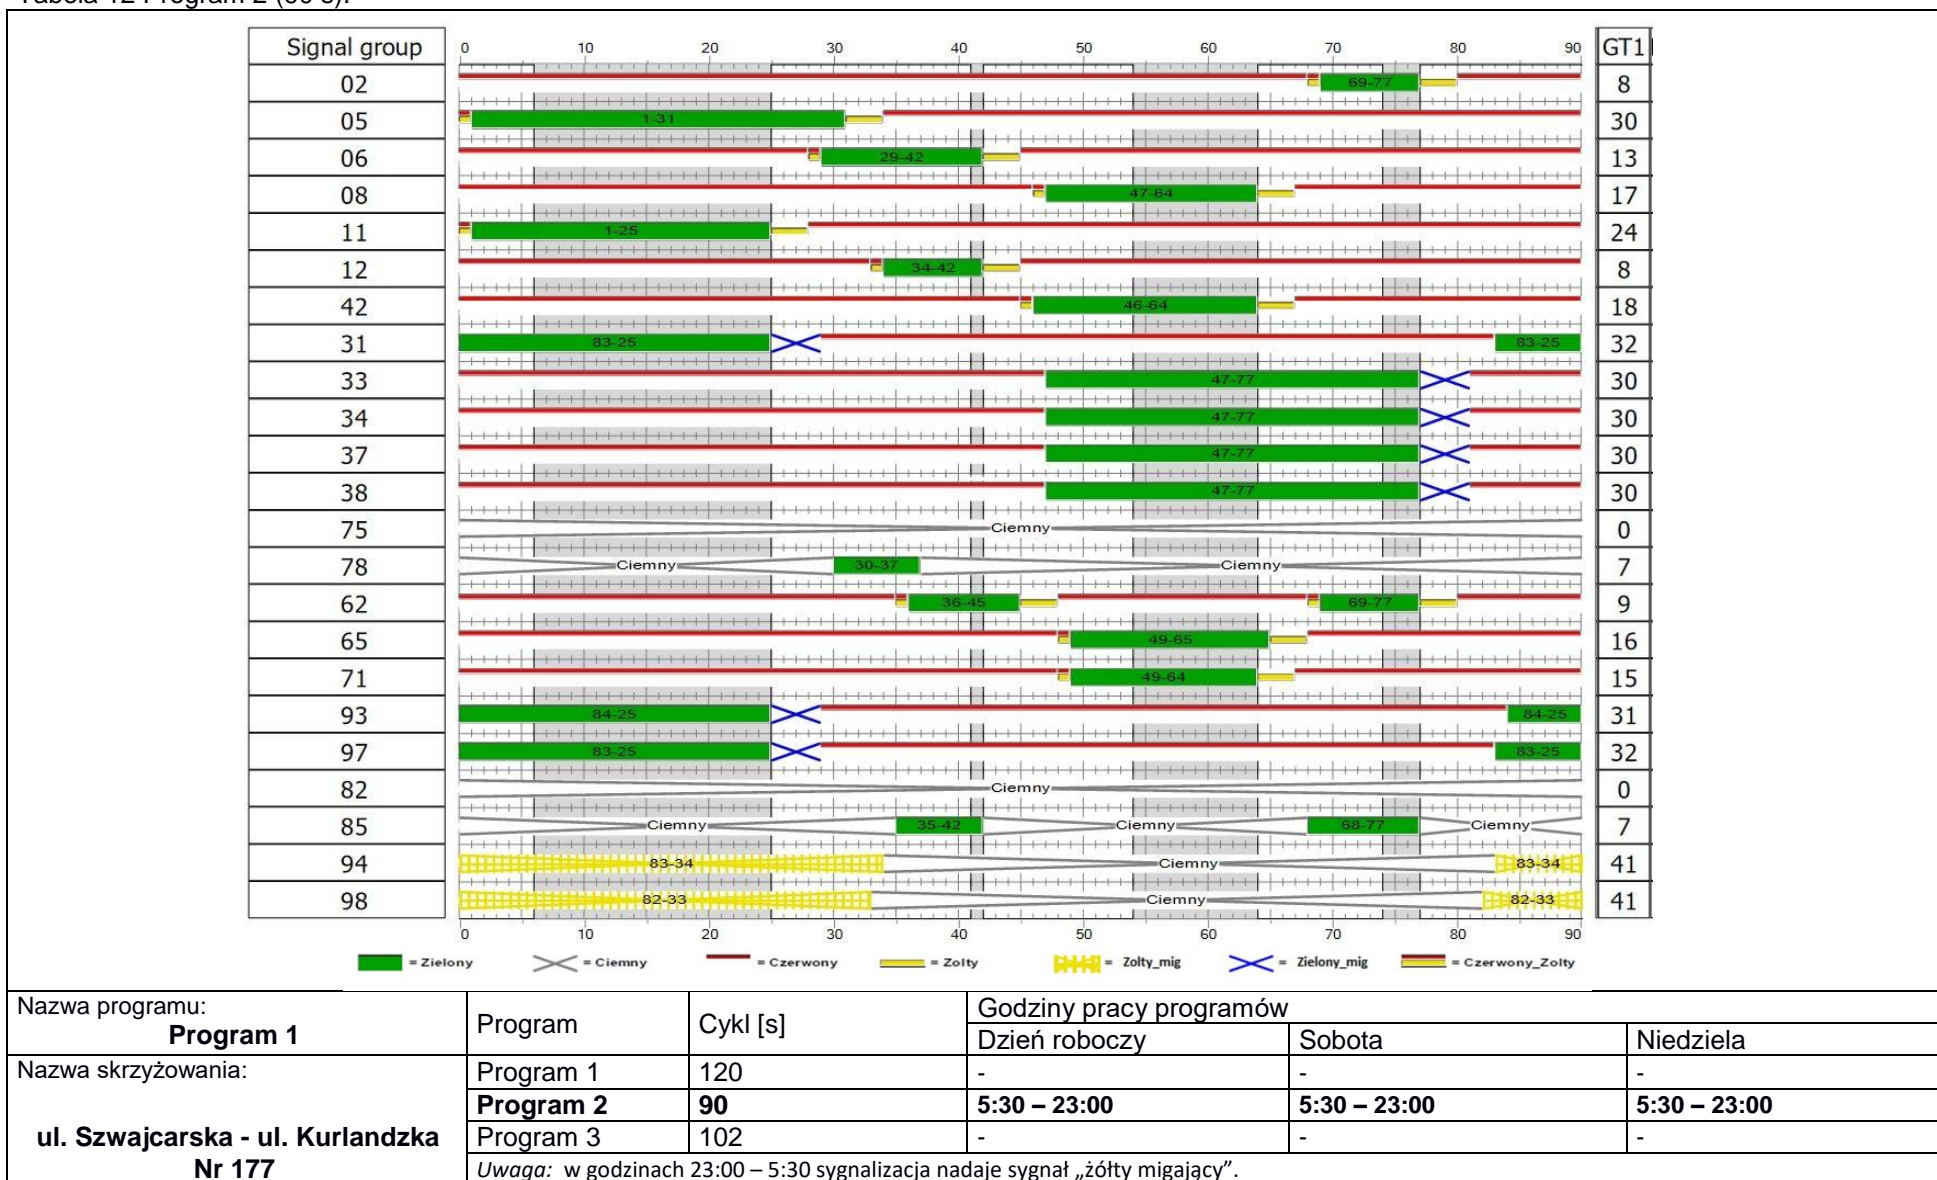 Signal group 0 10 20 30 40 50 60 70 80 90 GT1
02 69-77 8
05 1-31 30
06 29-42 13
08 47-64 17
11 1-25 24
12 34-42 8
42 46-64 18
31 83-25 83-25 32
33 47-77 30
34 47-77 30
37 47-77 30
38 47-77 30
75 Ciemny 0
78 Ciemny 30-37 Ciemny 7
62 36-45 69-77 9
65 49-65 16
71 49-64 15
93 84-25 84-25 31
97 83-25 83-25 32
82 Ciemny 0
85 Ciemny 35-42 Ciemny 68-77 Ciemny 7
94 83-34 Ciemny 83-34 41
98 82-33 Ciemny 82-33 41
0 10 20 30 40 50 60 70 80 90
= Zielony = Ciemny = Czerwony = Zolty = Zolty_mig = Zielony_mig = Czerwony_Zolty
Nazwa programu:
Program 1
Program Cykl [s] Godziny pracy programów
Dzień roboczy Sobota Niedziela
Nazwa skrzyżowania:
ul. Szwajcarska - ul. Kurlandzka
Nr 177
Program 1 120 - - -
Program 2 90 5:30 – 23:00 5:30 – 23:00 5:30 – 23:00
Program 3 102 - - -
Uwaga: w godzinach 23:00 – 5:30 sygnalizacja nadaje sygnał „żółty migający”.